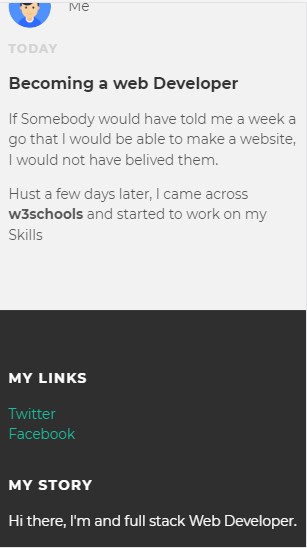 Me
TODAY
Becoming a web Developer
If Somebody would have told me a week a
go that I would be able to make a website,
I would not have belived them.
Hust a few days later, I came across
w3schools and started to work on my
Skills
MY LINKS
Twitter
Facebook
MY STORY
Hi there, I'm and full stack Web Developer.